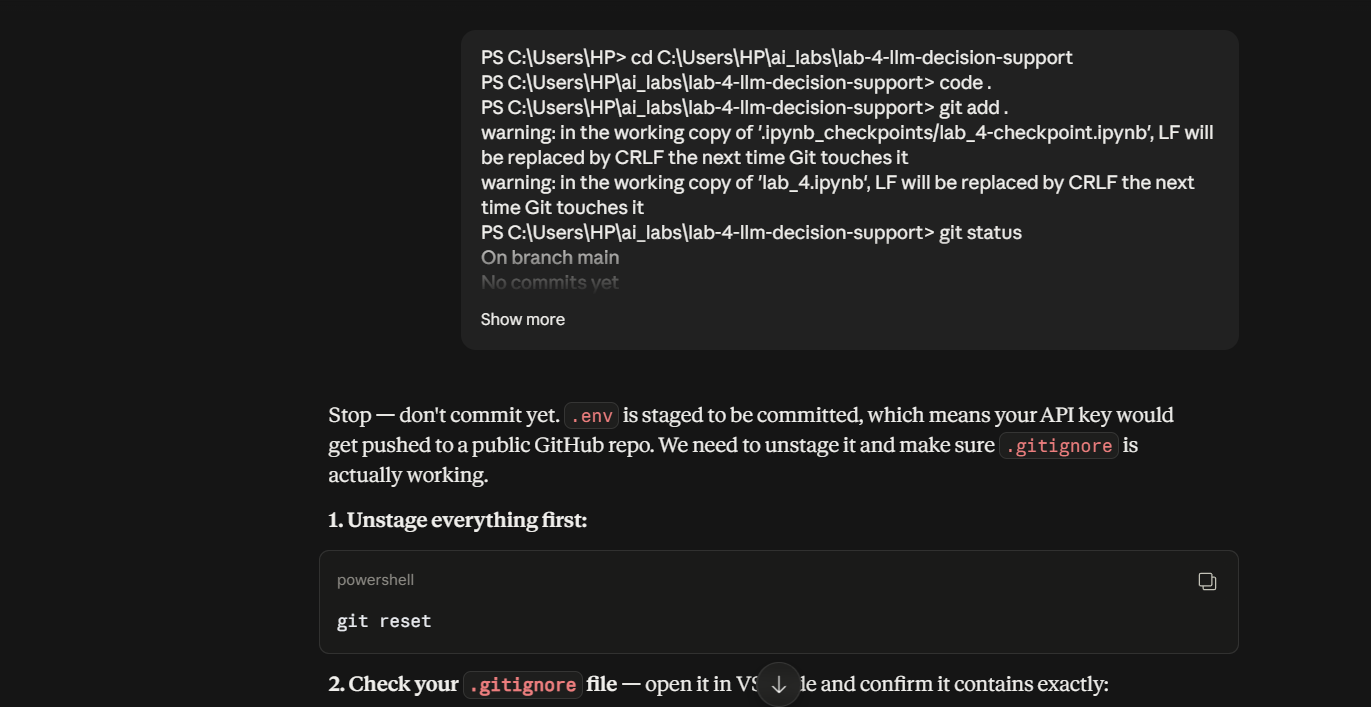 PS C:\Users\HP> cd C:\Users\HP\ai_labs\lab-4-llm-decision-support
PS C:\Users\HP\ai_labs\lab-4-llm-decision-support> code .
PS C:\Users\HP\ai_labs\lab-4-llm-decision-support> git add .
warning: in the working copy of '.ipynb_checkpoints/lab_4-checkpoint.ipynb', LF will
be replaced by CRLF the next time Git touches it
warning: in the working copy of 'lab_4.ipynb', LF will be replaced by CRLF the next
time Git touches it
PS C:\Users\HP\ai_labs\lab-4-llm-decision-support> git status
On branch main
No commits yet
Show more
Stop — don't commit yet. .env is staged to be committed, which means your API key would
get pushed to a public GitHub repo. We need to unstage it and make sure .gitignore is
actually working.
1. Unstage everything first:
powershell
git reset
2. Check your .gitignore file — open it in VS de and confirm it contains exactly: